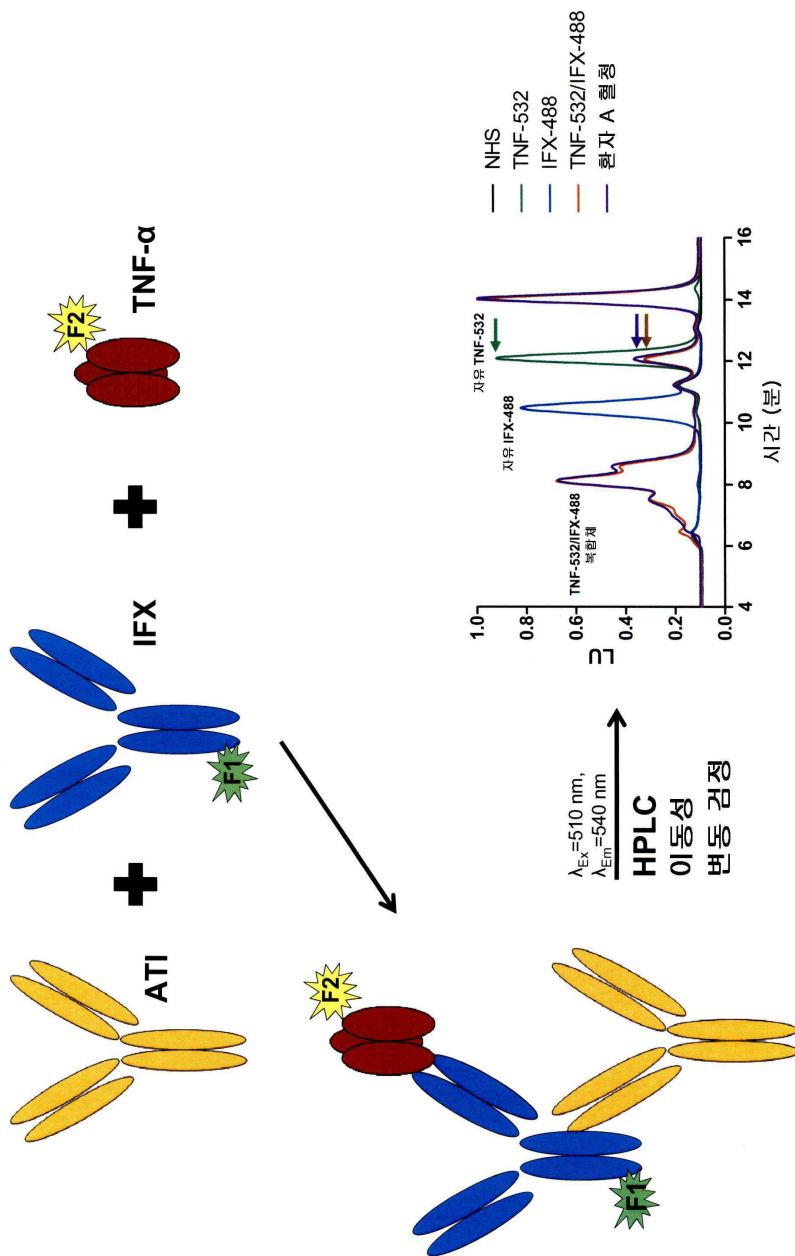 ATI
IFX
TNF-α
F1
F2
F2
F1
λEx=510 nm,
λEm=540 nm
HPLC
이동성
변동 검정
LU
1.0
0.8
0.6
0.4
0.2
0.0
4
6
8
10
12
14
16
시간 (분)
TNF-532/IFX-488
복합체
자유 IFX-488
자유 TNF-532
NHS
TNF-532
IFX-488
TNF-532/IFX-488
환자 A 혈청